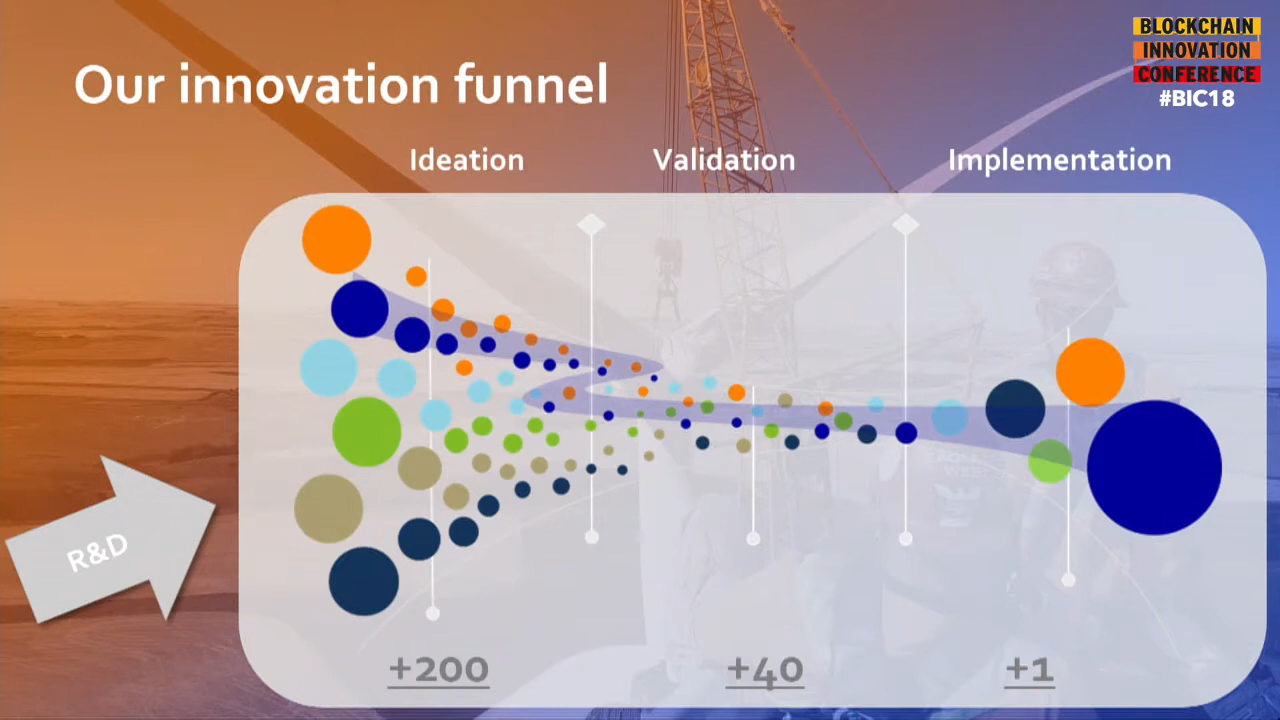 BLOCKCHAIN
INNOVATION
CONFERENCE
#BIC18
Our innovation funnel
Ideation
Validation
Implementation
R&D
+200
+40
+1